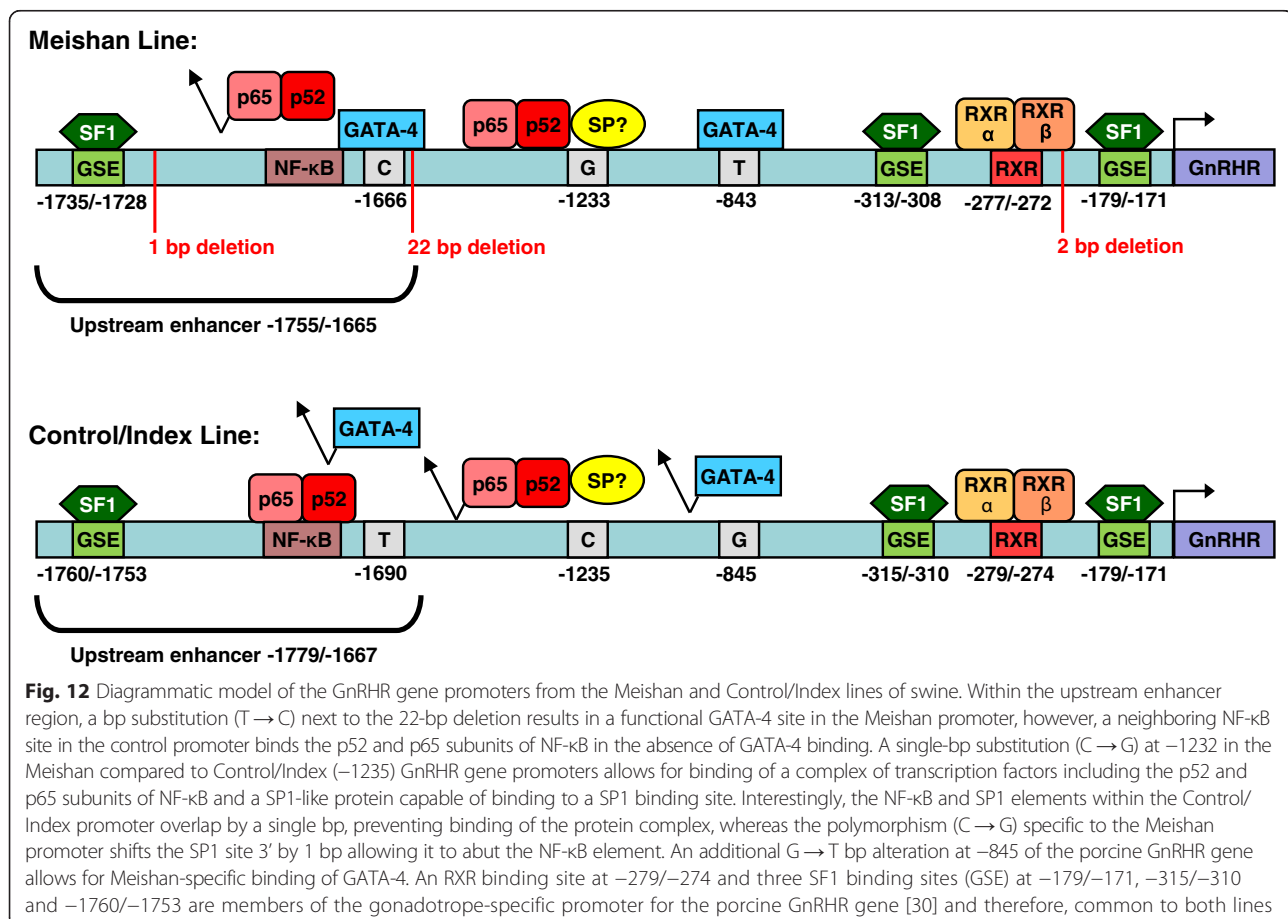 Meishan Line:
p65 p52
SF1 GATA-4 p65 p52 SP? GATA-4 SF1 RXR α RXR β SF1
GSE NF-κB C G T GSE RXR GSE GnRHR
-1735/-1728 -1666 -1233 -843 -313/-308 -277/-272 -179/-171
1 bp deletion 22 bp deletion 2 bp deletion
Upstream enhancer -1755/-1665
Control/Index Line:
GATA-4
SF1 p65 p52 p65 p52 SP? GATA-4 SF1 RXR α RXR β SF1
GSE NF-κB T C G GSE RXR GSE GnRHR
-1760/-1753 -1690 -1235 -845 -315/-310 -279/-274 -179/-171
Upstream enhancer -1779/-1667
Fig. 12 Diagrammatic model of the GnRHR gene promoters from the Meishan and Control/Index lines of swine. Within the upstream enhancer
region, a bp substitution (T → C) next to the 22-bp deletion results in a functional GATA-4 site in the Meishan promoter, however, a neighboring NF-κB
site in the control promoter binds the p52 and p65 subunits of NF-κB in the absence of GATA-4 binding. A single-bp substitution (C → G) at −1232 in the
Meishan compared to Control/Index (−1235) GnRHR gene promoters allows for binding of a complex of transcription factors including the p52 and
p65 subunits of NF-κB and a SP1-like protein capable of binding to a SP1 binding site. Interestingly, the NF-κB and SP1 elements within the Control/
Index promoter overlap by a single bp, preventing binding of the protein complex, whereas the polymorphism (C → G) specific to the Meishan
promoter shifts the SP1 site 3’ by 1 bp allowing it to abut the NF-κB element. An additional G → T bp alteration at −845 of the porcine GnRHR gene
allows for Meishan-specific binding of GATA-4. An RXR binding site at −279/−274 and three SF1 binding sites (GSE) at −179/−171, −315/−310
and −1760/−1753 are members of the gonadotrope-specific promoter for the porcine GnRHR gene [30] and therefore, common to both lines